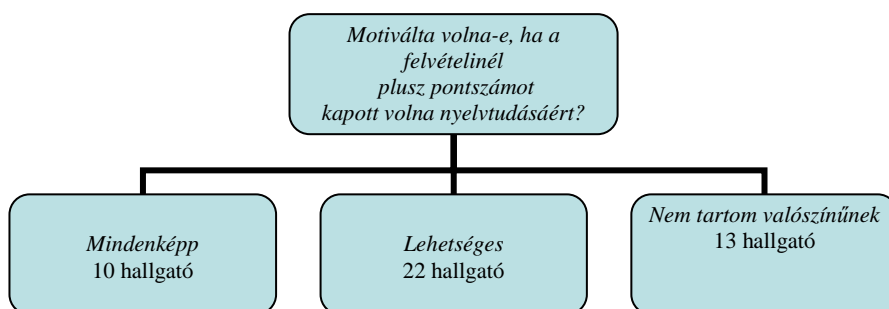 Motiválta volna-e, ha a
felvételinél
plusz pontszámot
kapott volna nyelvtudásáért?
Mindenképp
10 hallgató
Lehetséges
22 hallgató
Nem tartom valószínűnek
13 hallgató